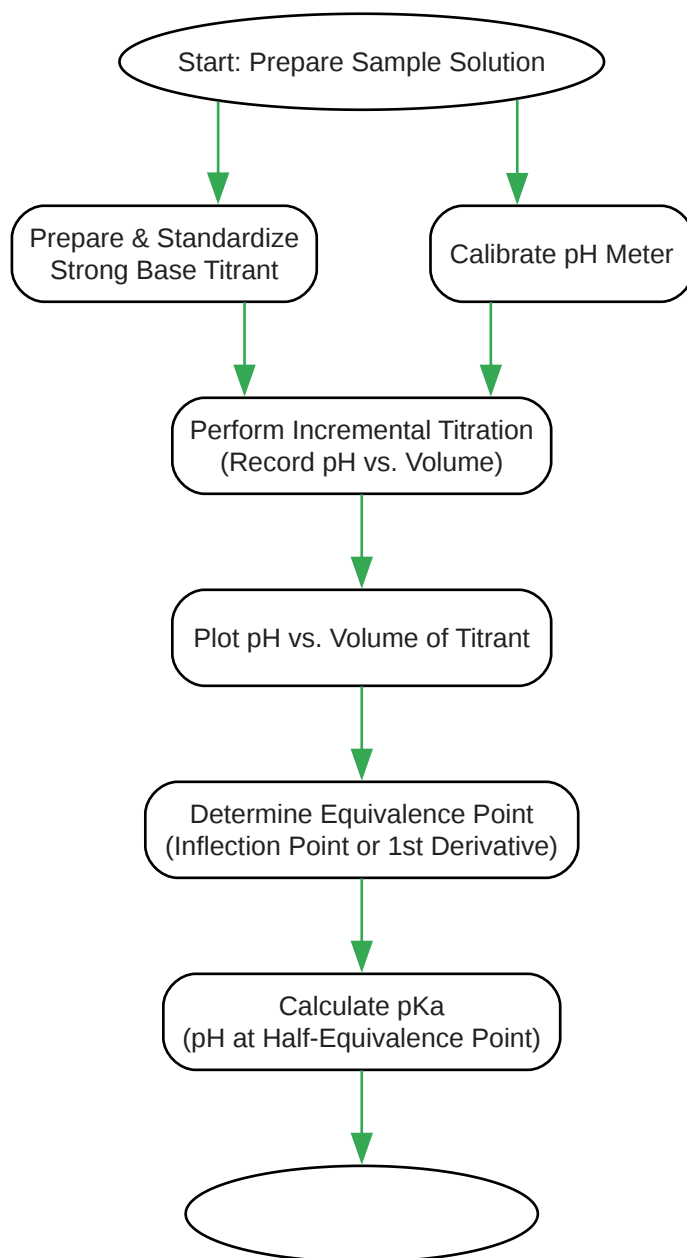 Start: Prepare Sample Solution
Prepare & Standardize
Strong Base Titrant
Calibrate pH Meter
Perform Incremental Titration
(Record pH vs. Volume)
Plot pH vs. Volume of Titrant
Determine Equivalence Point
(Inflection Point or 1st Derivative)
Calculate pKa
(pH at Half-Equivalence Point)